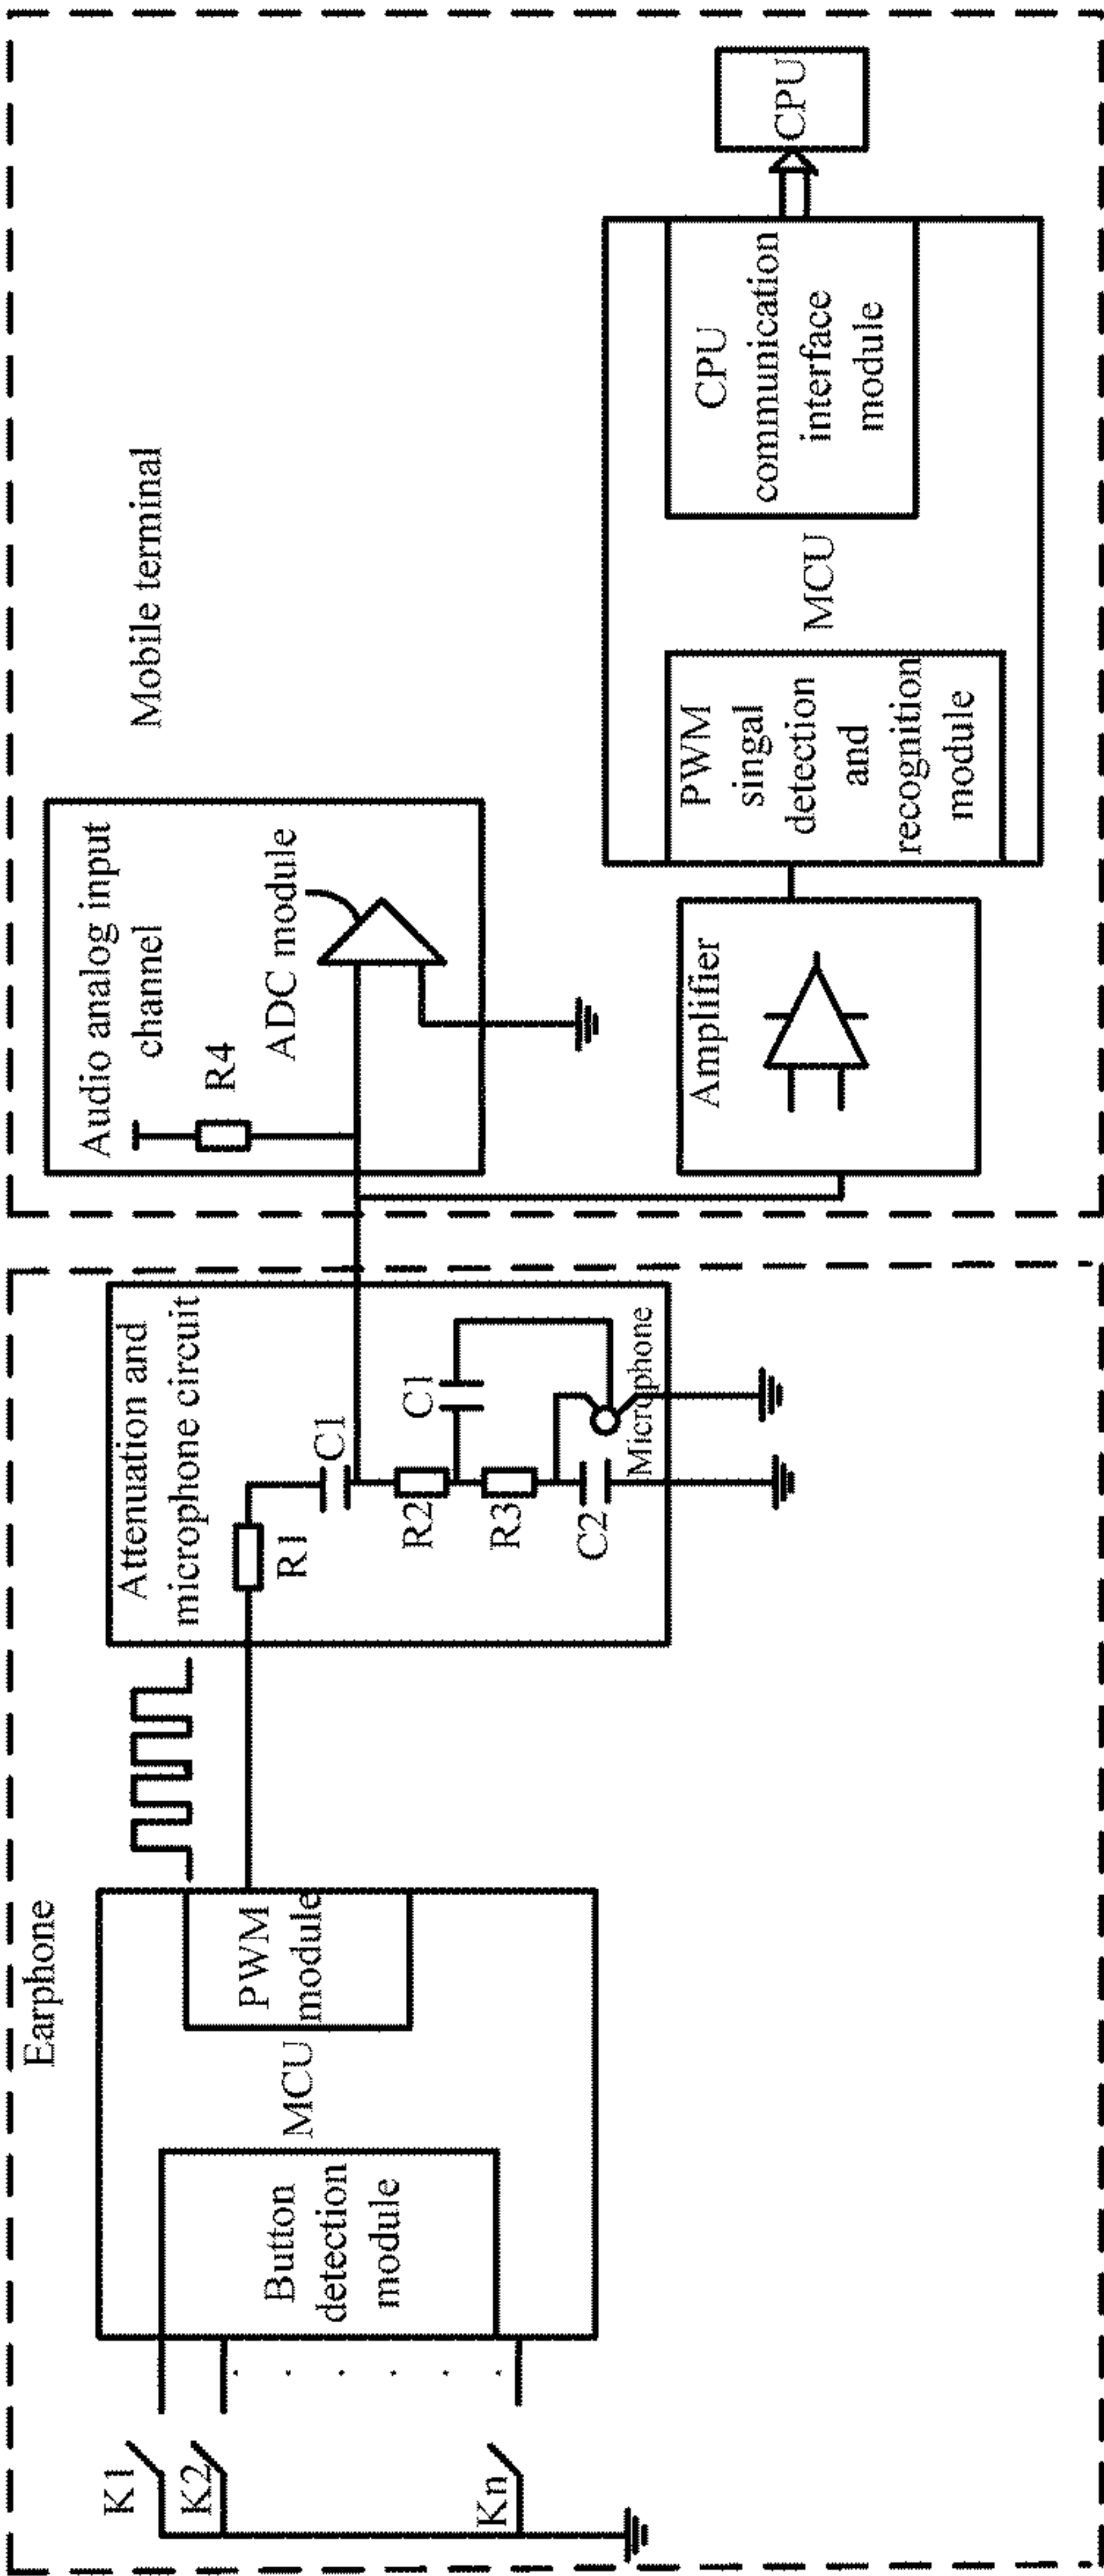 Earphone
K1
K2
Kn
Button
detection
module
MCU
PWM
module
Attenuation and
microphone circuit
R1
C1
R2
C1
R3
C2
Microphone
Mobile terminal
Audio analog input
channel
R4
ADC module
Amplifier
PWM
singal
detection
and
recognition
module
MCU
CPU
communication
interface
module
CPU